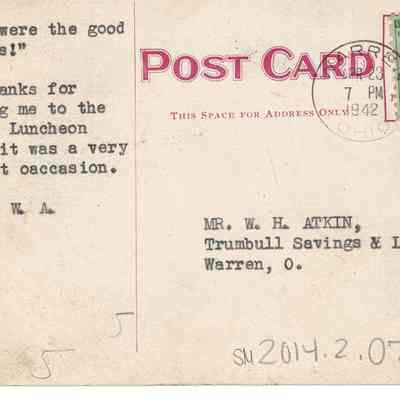 were the good
s!"
anks for
g me to the
Luncheon
it was a very
t oaccasion.
W. A.
POST CARD
THIS SPACE FOR ADDRESS ONLY
23
7 PM
1942
OHIO
MR. W. H. ATKIN,
Trumbull Savings & L
Warren, O.
5
5
SM2014.2.07